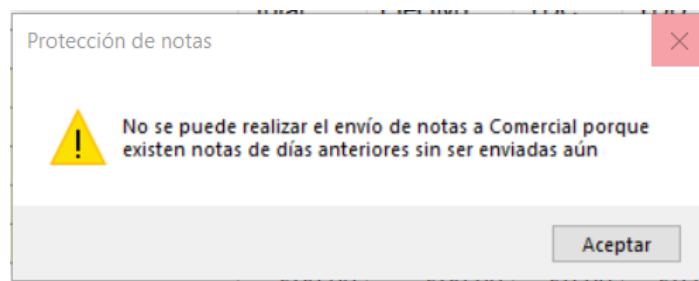 Protección de notas
No se puede realizar el envío de notas a Comercial porque
existen notas de días anteriores sin ser enviadas aún
Aceptar